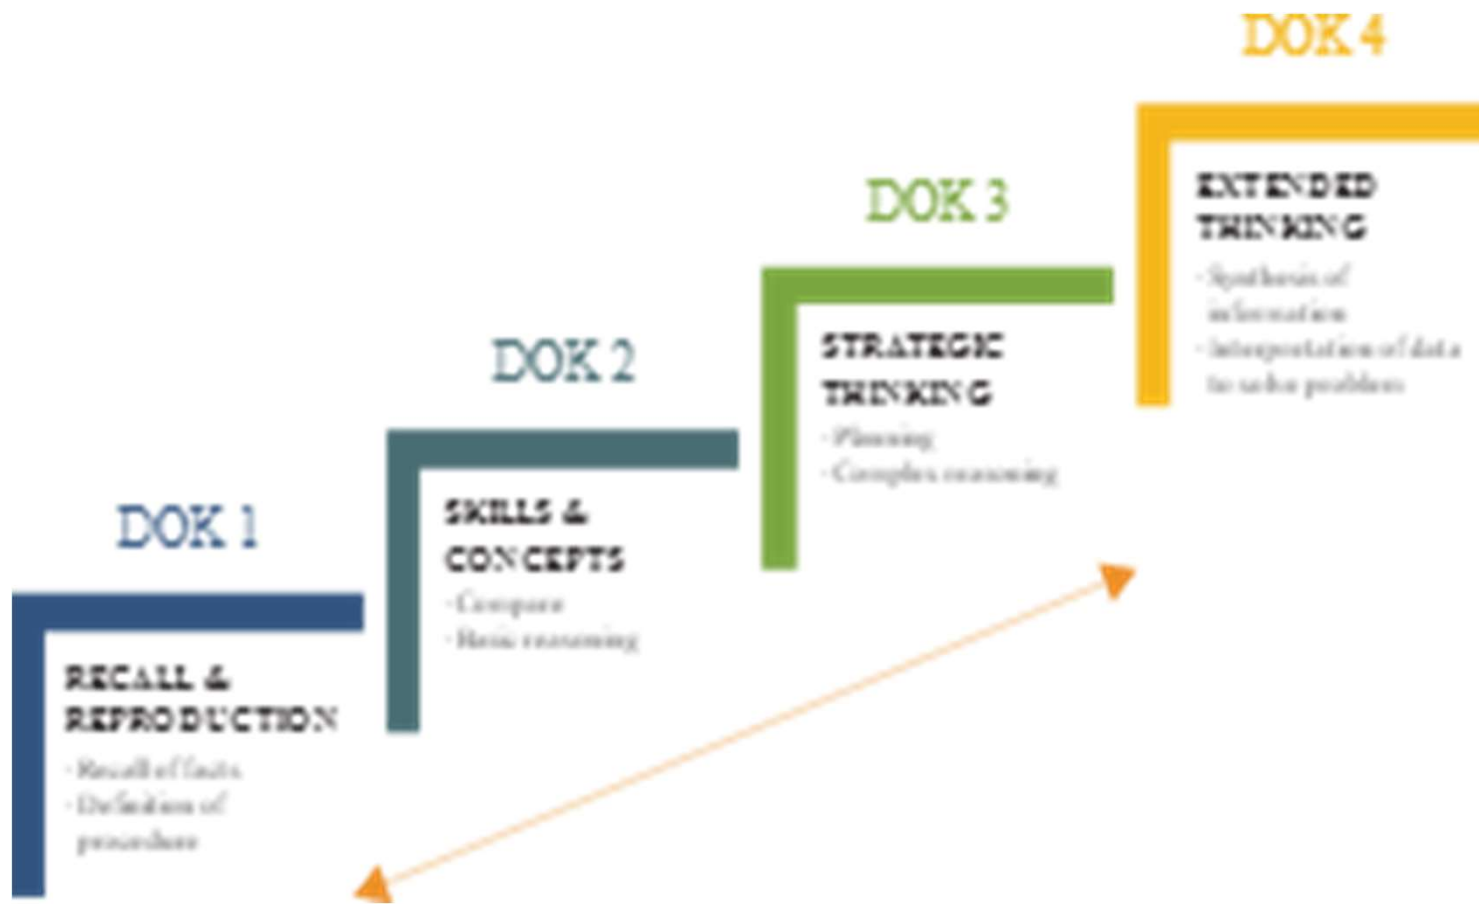 DOK 1
RECALL &
REPRODUCTION
· Recall of facts
· Definition of
procedure
DOK 2
SKILLS &
CONCEPTS
· Compare
· Basic reasoning
DOK 3
STRATEGIC
THINKING
· Planning
· Complex reasoning
DOK 4
EXTENDED
THINKING
· Synthesis of
information
· Interpretation of data
to solve problem